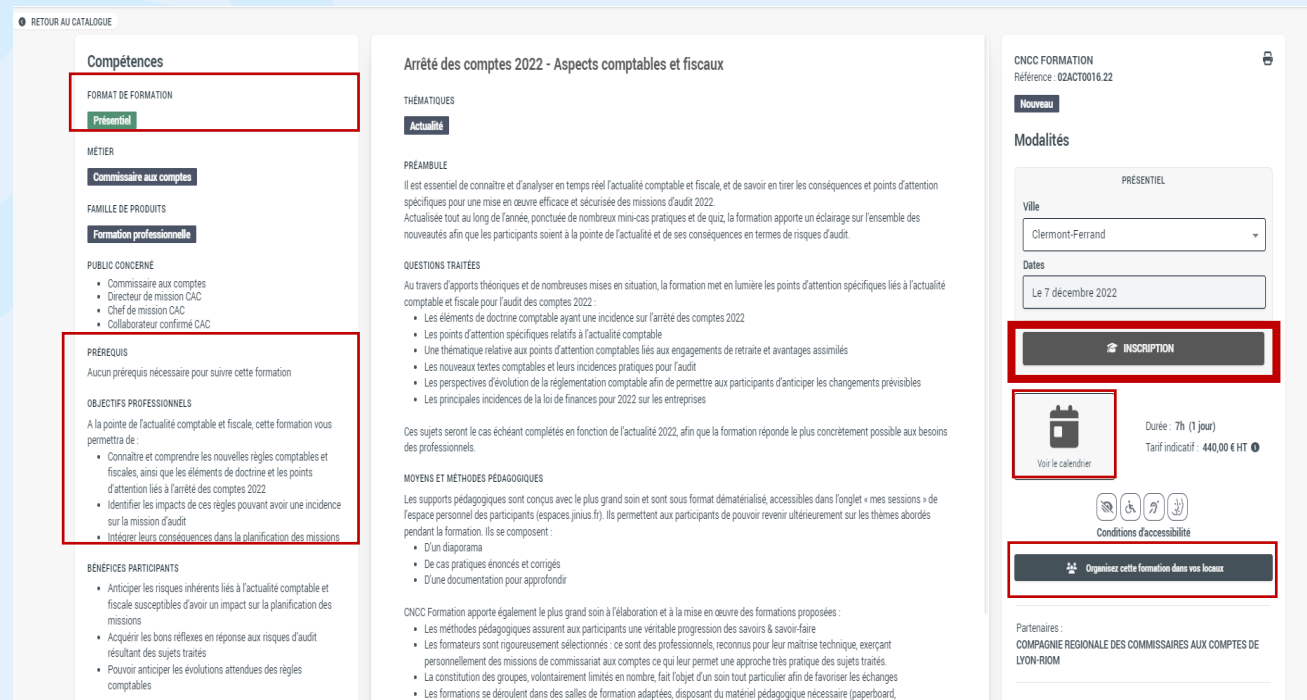 RETOUR AU CATALOGUE
Compétences
FORMAT DE FORMATION
Présentiel
MÉTIER
Commissaire aux comptes
FAMILLE DE PRODUITS
Formation professionnelle
PUBLIC CONCERNÉ
• Commissaire aux comptes
• Directeur de mission CAC
• Chef de mission CAC
• Collaborateur confirmé CAC
PRÉREQUIS
Aucun prérequis nécessaire pour suivre cette formation
OBJECTIFS PROFESSIONNELS
A la pointe de l'actualité comptable et fiscale, cette formation vous
permettra de :
• Connaître et comprendre les nouvelles règles comptables et
fiscales, ainsi que les éléments de doctrine et les points
d'attention liés à l'arrêté des comptes 2022
• Identifier les impacts de ces règles pouvant avoir une incidence
sur la mission d'audit
• Intégrer leurs conséquences dans la planification des missions
BÉNÉFICES PARTICIPANTS
• Anticiper les risques inhérents liés à l'actualité comptable et
fiscale susceptibles d'avoir un impact sur la planification des
missions
• Acquérir les bons réflexes en réponse aux risques d'audit
résultant des sujets traités
• Pouvoir anticiper les évolutions attendues des règles
comptables
Arrêté des comptes 2022 - Aspects comptables et fiscaux
THÉMATIQUES
Actualité
PRÉAMBULE
Il est essentiel de connaître et d'analyser en temps réel l'actualité comptable et fiscale, et de savoir en tirer les conséquences et points d'attention
spécifiques pour une mise en œuvre efficace et sécurisée des missions d'audit 2022.
Actualisée tout au long de l'année, ponctuée de nombreux mini-cas pratiques et de quiz, la formation apporte un éclairage sur l'ensemble des
nouveautés afin que les participants soient à la pointe de l'actualité et de ses conséquences en termes de risques d'audit.
QUESTIONS TRAITÉES
Au travers d'apports théoriques et de nombreuses mises en situation, la formation met en lumière les points d'attention spécifiques liés à l'actualité
comptable et fiscale pour l'audit des comptes 2022 :
• Les éléments de doctrine comptable ayant une incidence sur l'arrêté des comptes 2022
• Les points d'attention spécifiques relatifs à l'actualité comptable
• Une thématique relative aux points d'attention comptables liés aux engagements de retraite et avantages assimilés
• Les nouveaux textes comptables et leurs incidences pratiques pour l'audit
• Les perspectives d'évolution de la réglementation comptable afin de permettre aux participants d'anticiper les changements prévisibles
• Les principales incidences de la loi de finances pour 2022 sur les entreprises
Ces sujets seront le cas échéant complétés en fonction de l'actualité 2022, afin que la formation réponde le plus concrètement possible aux besoins
des professionnels.
MOYENS ET MÉTHODES PÉDAGOGIQUES
Les supports pédagogiques sont conçus avec le plus grand soin et sont sous format dématérialisé, accessibles dans l'onglet « mes sessions » de
l'espace personnel des participants (espaces.jinius.fr). Ils permettent aux participants de pouvoir revenir ultérieurement sur les thèmes abordés
pendant la formation. Ils se composent :
• D'un diaporama
• De cas pratiques énoncés et corrigés
• D'une documentation pour approfondir
CNCC Formation apporte également le plus grand soin à l'élaboration et à la mise en œuvre des formations proposées :
• Les méthodes pédagogiques assurent aux participants une véritable progression des savoirs & savoir-faire
• Les formateurs sont rigoureusement sélectionnés : ce sont des professionnels, reconnus pour leur maîtrise technique, exerçant
personnellement des missions de commissariat aux comptes ce qui leur permet une approche très pratique des sujets traités.
• La constitution des groupes, volontairement limités en nombre, fait l'objet d'un soin tout particulier afin de favoriser les échanges
• Les formations se déroulent dans des salles de formation adaptées, disposant du matériel pédagogique nécessaire (paperboard,
CNCC FORMATION
Référence : 02ACT0016.22
Nouveau
Modalités
PRÉSENTIEL
Ville
Clermont-Ferrand
Dates
Le 7 décembre 2022
INSCRIPTION
Voir le calendrier
Durée : 7h (1 jour)
Tarif indicatif : 440,00 € HT
Conditions d'accessibilité
Organisez cette formation dans vos locaux
Partenaires :
COMPAGNIE REGIONALE DES COMMISSAIRES AUX COMPTES DE
LYON-RIOM